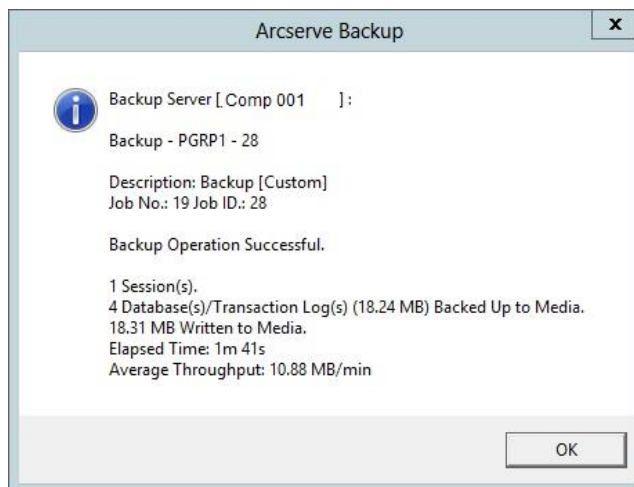 Arcserve Backup
x
Backup Server [ Comp 001 ] :
Backup - PGRP1 - 28
Description: Backup [Custom]
Job No.: 19 Job ID.: 28
Backup Operation Successful.
1 Session(s).
4 Database(s)/Transaction Log(s) (18.24 MB) Backed Up to Media.
18.31 MB Written to Media.
Elapsed Time: 1m 41s
Average Throughput: 10.88 MB/min
OK